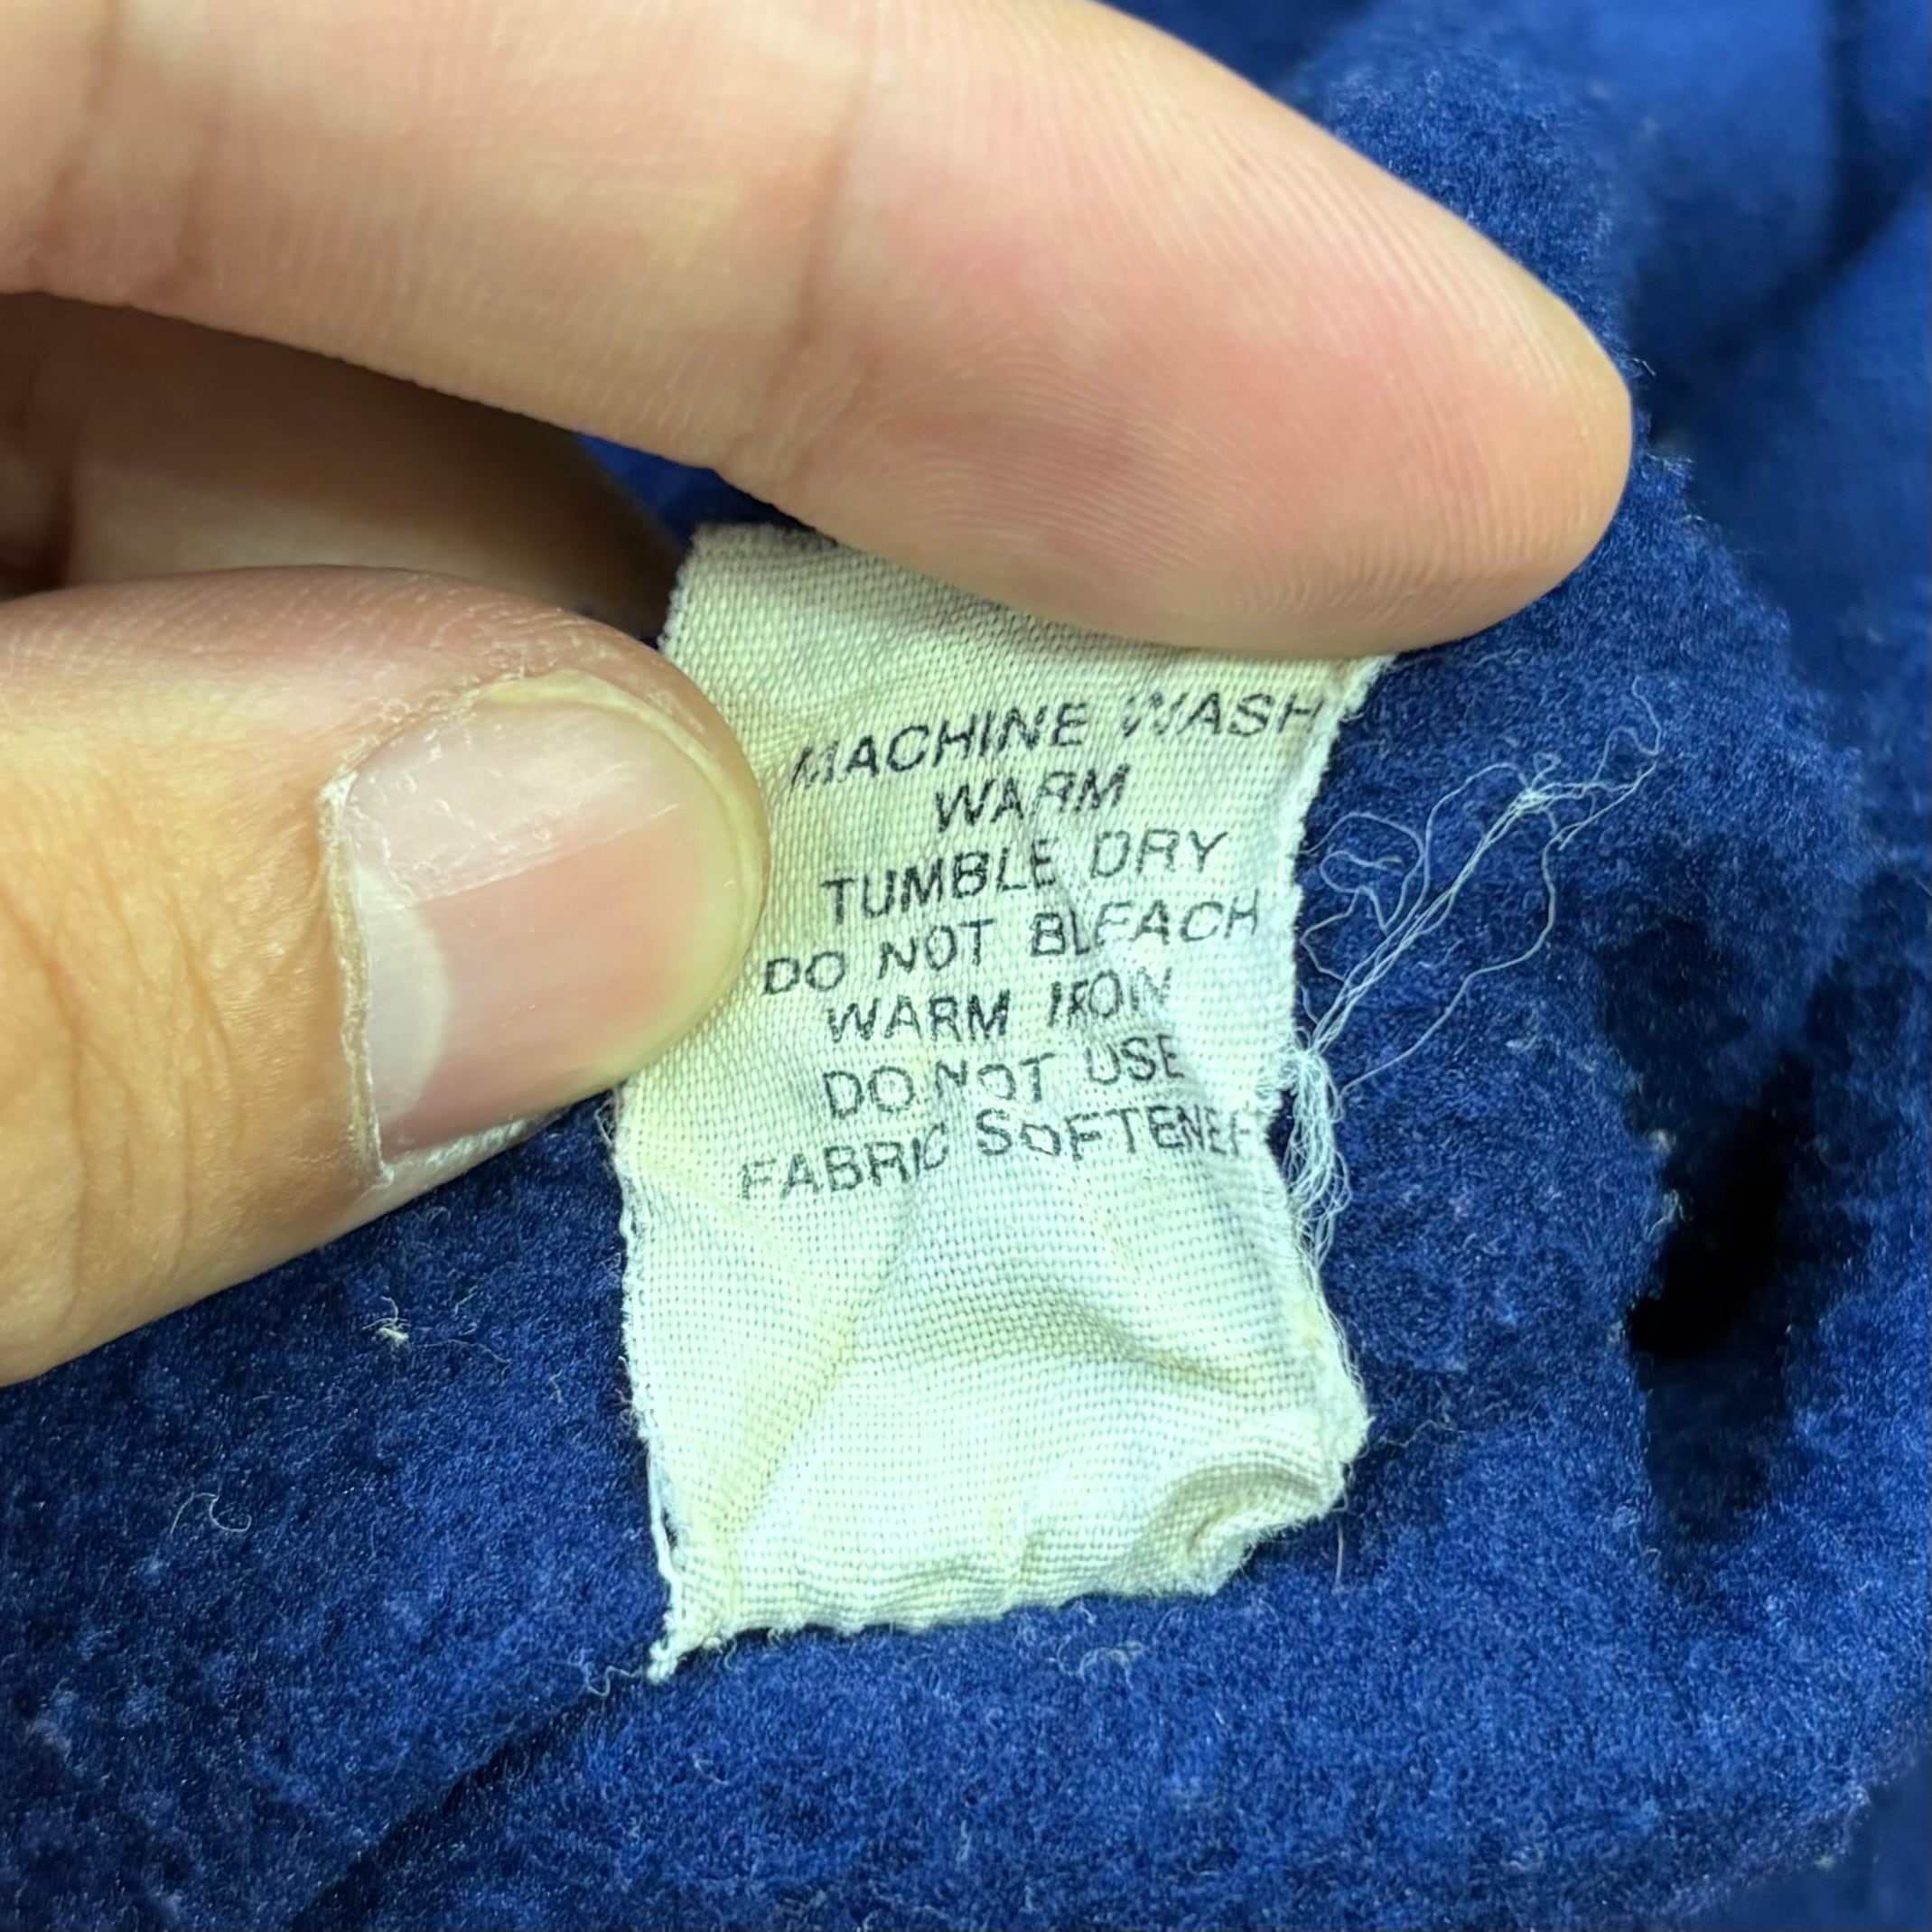 MACHINE WASH
WARM
TUMBLE DRY
DO NOT BLEACH
WARM IRON
DO NOT USE
FABRIC SOFTENER